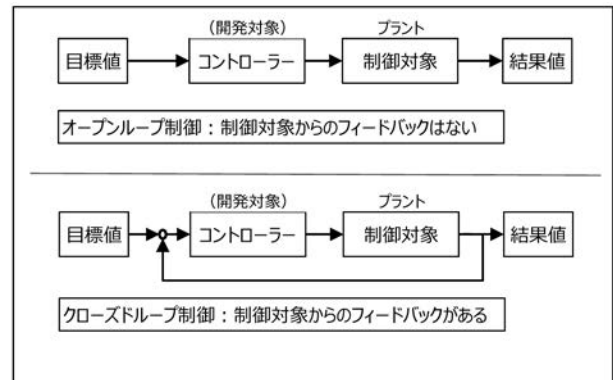 (開発対象) プラント
目標値 コントローラー 制御対象 結果値
オープンループ制御：制御対象からのフィードバックはない
(開発対象) プラント
目標値 コントローラー 制御対象 結果値
クローズドループ制御：制御対象からのフィードバックがある